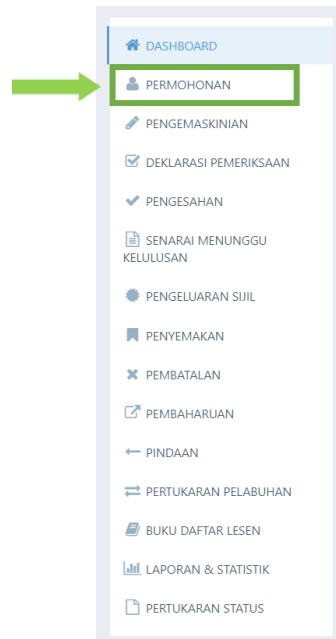 DASHBOARD
PERMOHONAN
PENGEMASKINIAN
DEKLARASI PEMERIKSAAN
PENGESAHAN
SENARAI MENUNGGU
KELULUSAN
PENGELUARAN SIJIL
PENYEMAKAN
PEMBATALAN
PEMBAHARUAN
PINDAAN
PERTUKARAN PELABUHAN
BUKU DAFTAR LESEN
LAPORAN & STATISTIK
PERTUKARAN STATUS